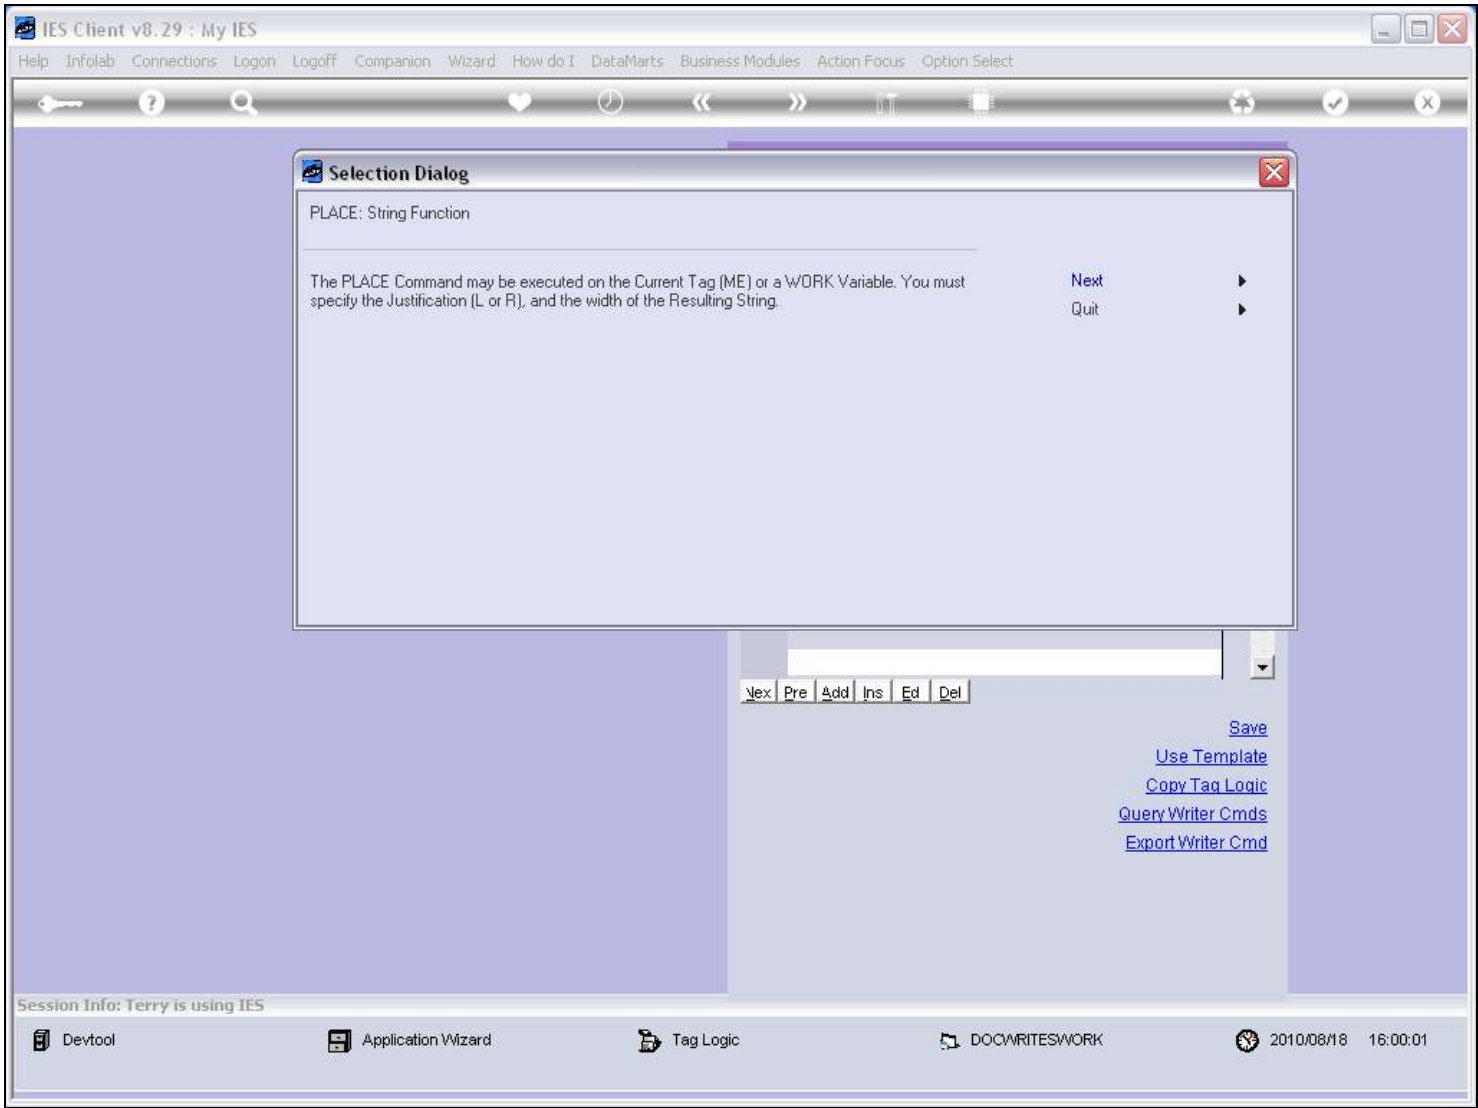 IES Client v8.29 : My IES
Help Infolab Connections Logon Logoff Companion Wizard How do I DataMarts Business Modules Action Focus Option Select
Selection Dialog
PLACE: String Function
The PLACE Command may be executed on the Current Tag (ME) or a WORK Variable. You must
specify the Justification (L or R), and the width of the Resulting String.
Next
Quit
Nex Pre Add Ins Ed Del
Save
Use Template
Copy Tag Logic
Query Writer Cmds
Export Writer Cmd
Session Info: Terry is using IES
Devtool Application Wizard Tag Logic DOCWRITESWORK 2010/08/18 16:00:01